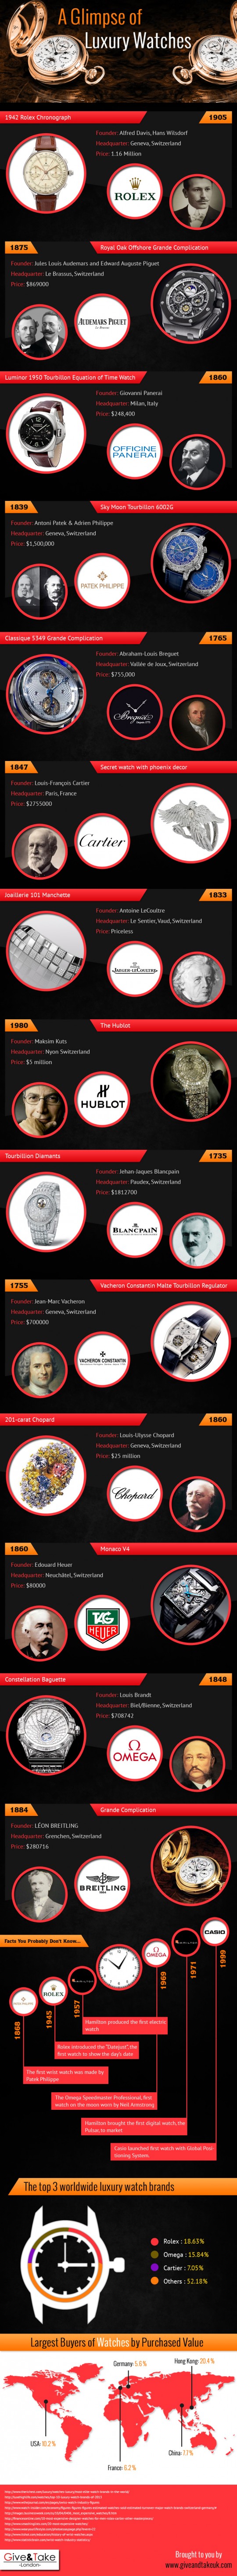 A Glimpse of
Luxury Watches
1942 Rolex Chronograph
1905
Founder: Alfred Davis, Hans Wilsdorf
Headquarter: Geneva, Switzerland
Price: 1.16 Million
ROLEX
1875
Royal Oak Offshore Grande Complication
Founder: Jules Louis Audemars and Edward Auguste Piguet
Headquarter: Le Brassus, Switzerland
Price: $869000
AUDEMARS PIGUET
Le Brassus
Luminor 1950 Tourbillon Equation of Time Watch
1860
Founder: Giovanni Panerai
Headquarter: Milan, Italy
Price: $248,400
OFFICINE
PANERAI
1839
Sky Moon Tourbillon 6002G
Founder: Antoni Patek & Adrien Philippe
Headquarter: Geneva, Switzerland
Price: $1,500,000
PATEK PHILIPPE
Classique 5349 Grande Complication
1765
Founder: Abraham-Louis Breguet
Headquarter: Vallée de Joux, Switzerland
Price: $755,000
Breguet
1847
Secret watch with phoenix decor
Founder: Louis-François Cartier
Headquarter: Paris, France
Price: $2755000
Cartier
Joaillerie 101 Manchette
1833
Founder: Antoine LeCoultre
Headquarter: Le Sentier, Vaud, Switzerland
Price: Priceless
JAEGER-LECOULTRE
1980
The Hublot
Founder: Maksim Kuts
Headquarter: Nyon Switzerland
Price: $5 million
HUBLOT
Tourbillion Diamants
1735
Founder: Jehan-Jaques Blancpain
Headquarter: Paudex, Switzerland
Price: $1812700
BLANCPAIN
1755
Vacheron Constantin Malte Tourbillon Regulator
Founder: Jean-Marc Vacheron
Headquarter: Geneva, Switzerland
Price: $700000
VACHERON CONSTANTIN
201-carat Chopard
1860
Founder: Louis-Ulysse Chopard
Headquarter: Geneva, Switzerland
Price: $25 million
Chopard
1860
Monaco V4
Founder: Edouard Heuer
Headquarter: Neuchâtel, Switzerland
Price: $80000
TAG
HEUER
Constellation Baguette
1848
Founder: Louis Brandt
Headquarter: Biel/Bienne, Switzerland
Price: $708742
OMEGA
1884
Grande Complication
Founder: LÉON BREITLING
Headquarter: Grenchen, Switzerland
Price: $280716
BREITLING
1884
Facts You Probably Don't Know...
1868
1945
ROLEX
1957
HAMILTON
1969
OMEGA
1971
1999
CASIO
Hamilton produced the first electric
watch
Rolex introduced the "Datejust", the
first watch to show the day's date
The first wrist watch was made by
Patek Philippe
The Omega Speedmaster Professional, first
watch on the moon worn by Neil Amstrong
Hamilton brought the first digital watch, the
Pulsar, to market
Casio launched first watch with Global Posi-
tioning System.
The top 3 worldwide luxury watch brands
Rolex : 18.63%
Omega : 15.84%
Cartier : 7.05%
Others : 52.18%
Largest Buyers of Watches by Purchased Value
Germany: 5.6 %
Hong Kong: 20.4 %
USA: 10.2 %
France: 6.2 %
China: 7.7 %
Give&Take
-London-
Brought to you by
www.giveandtakeuk.com